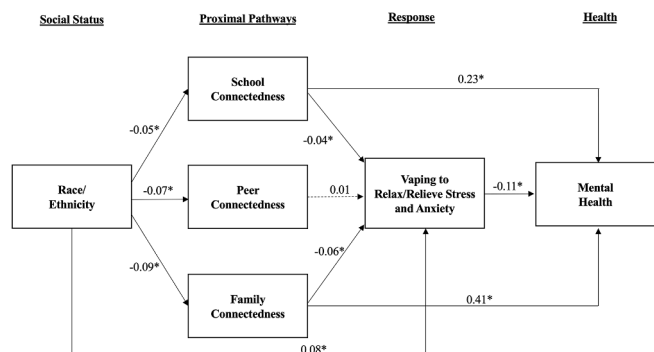 Social Status Proximal Pathways Response Health
School
Connectedness
0.23*
-0.05*
-0.04*
Race/
Ethnicity
-0.07*
Peer
Connectedness
0.01
Vaping to
Relax/Relieve Stress
and Anxiety
-0.11*
Mental
Health
-0.09*
-0.06*
Family
Connectedness
0.41*
0.08*